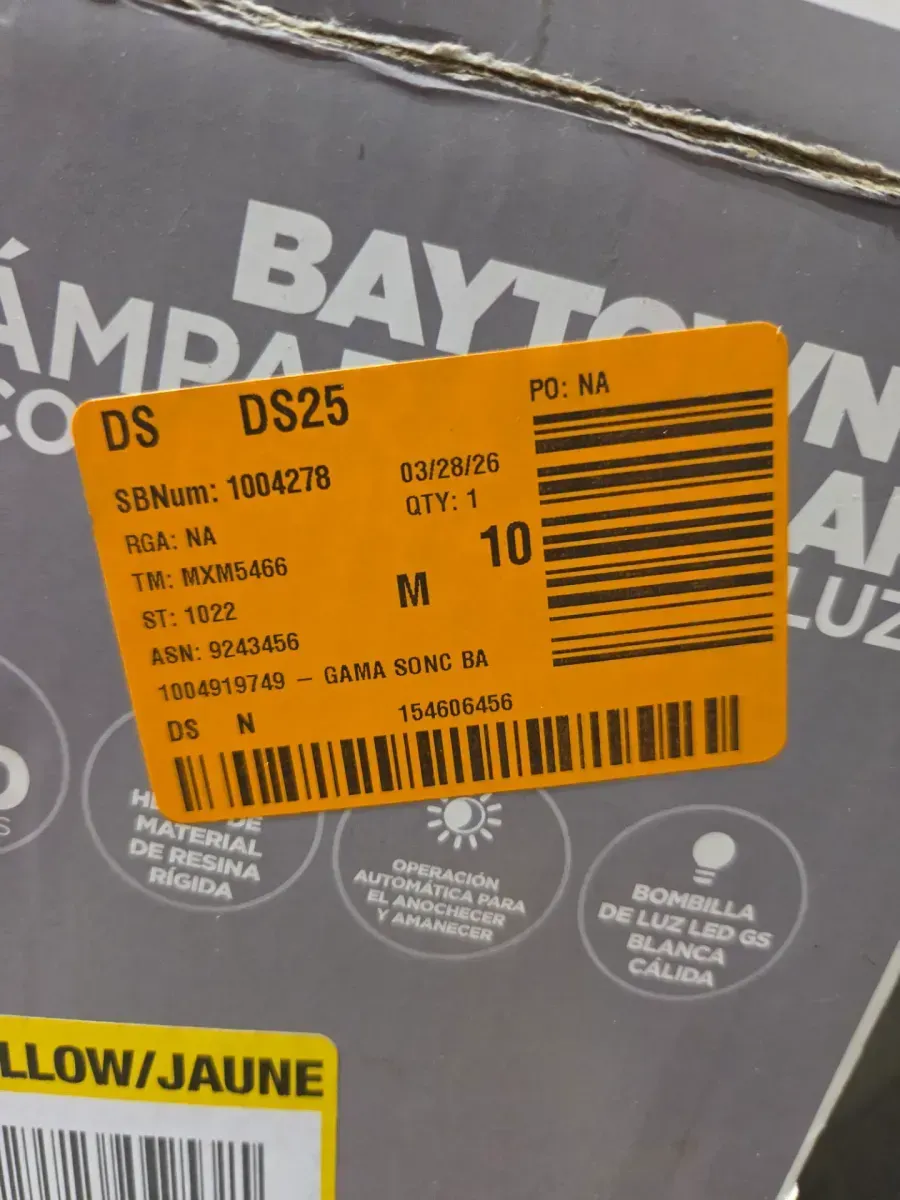 BAYTOWN
DS DS25 PO: NA
SBNum: 1004278 03/28/26
QTY: 1
RGA: NA
10
TM: MXM5466
M
ST: 1022
ASN: 9243456
1004919749 – GAMA SONC BA
DS N 154606456
LUZ
DE
MATERIAL
DE RESINA
RÍGIDA
OPERACIÓN
AUTOMÁTICA PARA
EL ANOCHECER
Y AMANECER
BOMBILLA
DE LUZ LED GS
BLANCA
CÁLIDA
LLOW/JAUNE